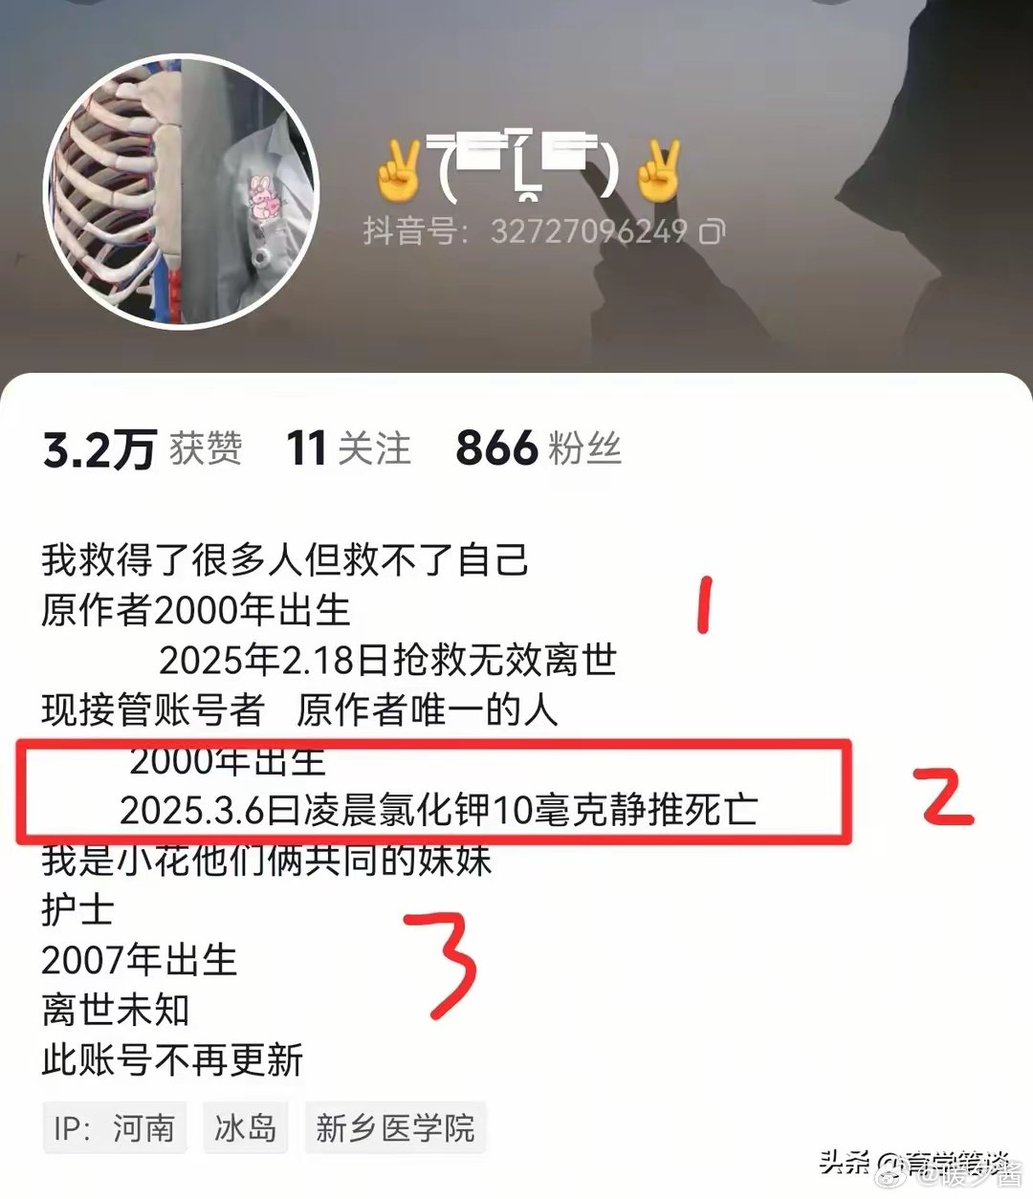 抖音号：32727096249
3.2万 获赞 11 关注 866 粉丝
我救得了很多人但救不了自己
原作者2000年出生
2025年2.18日抢救无效离世
1
现接管账号者 原作者唯一的人
2000年出生
2025.3.6曰凌晨氯化钾10毫克静推死亡
2
我是小花他们俩共同的妹妹
护士
2007年出生
3
离世未知
此账号不再更新
IP：河南 冰岛 新乡医学院
头条 @育学笔谈
@暖夕酱